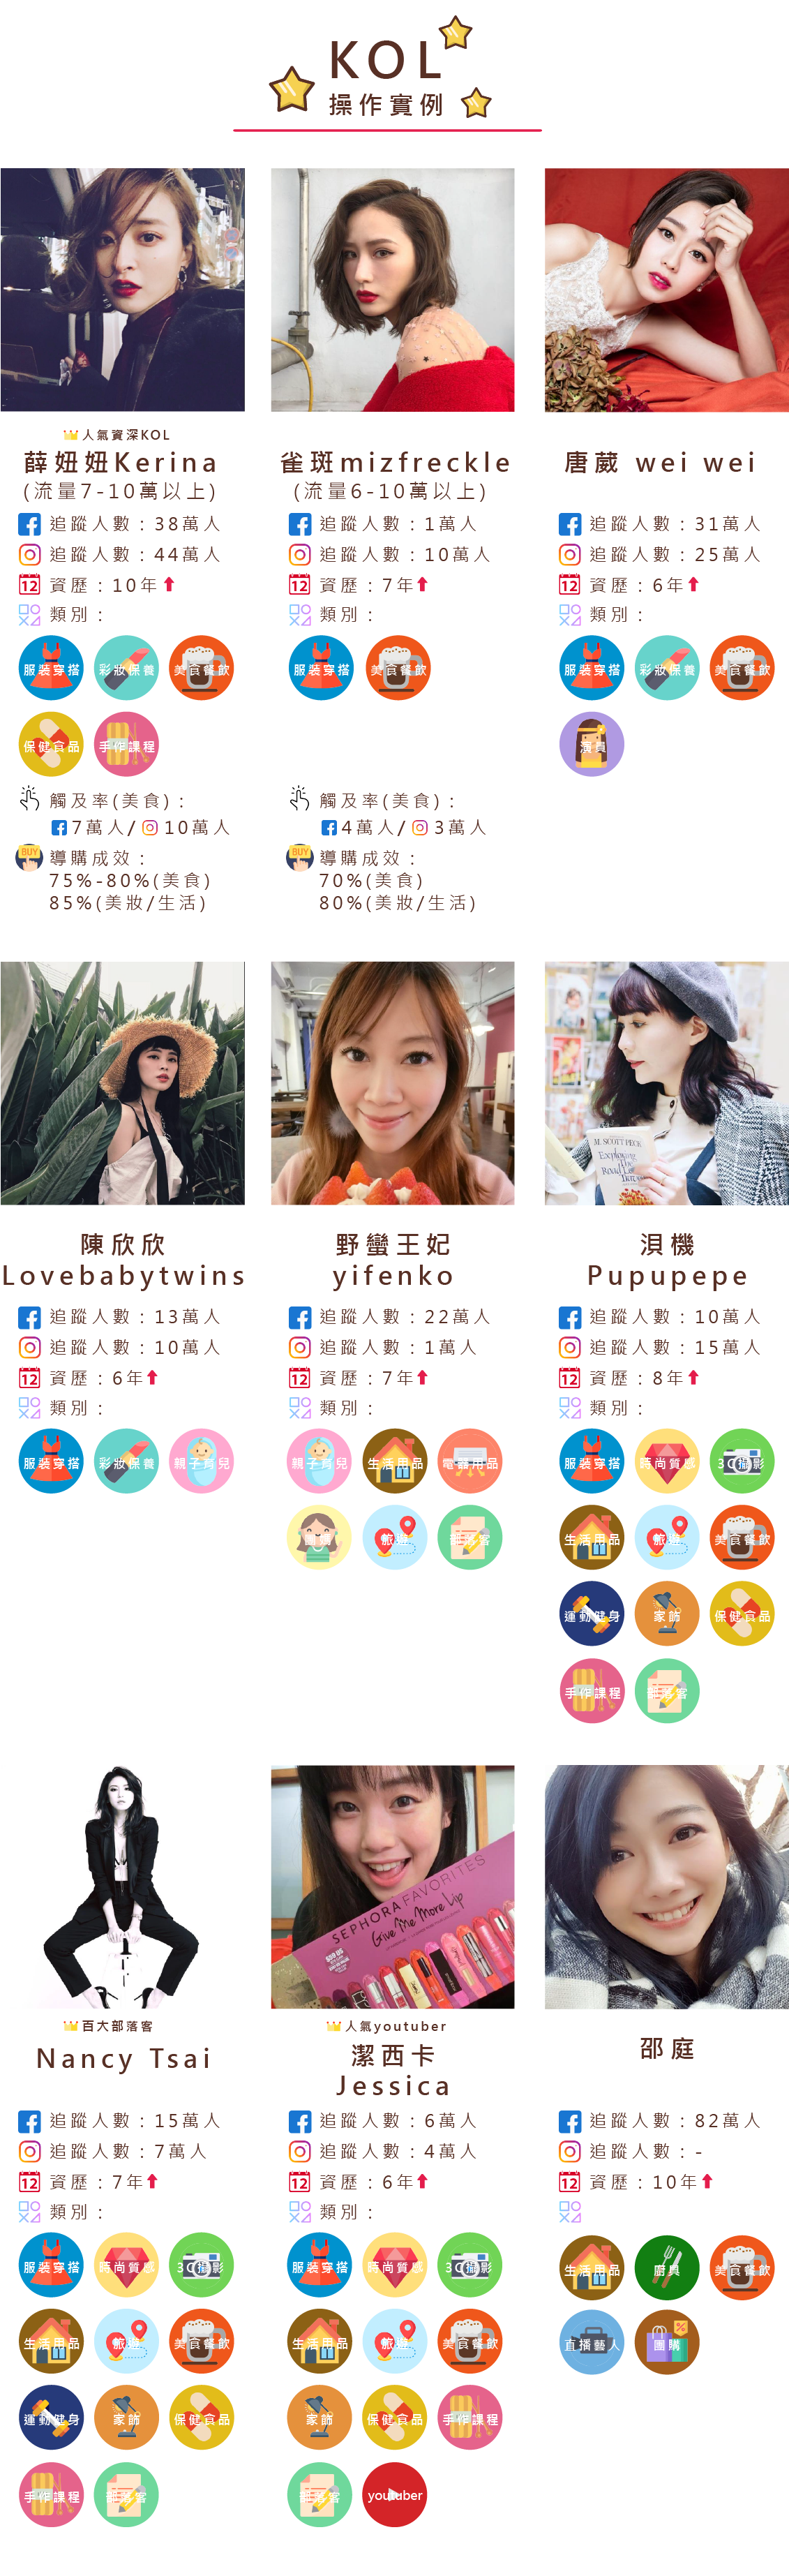 KOL
操作實例
人氣資深KOL
薛妞妞Kerina
(流量7-10萬以上)
追蹤人數：38萬人
追蹤人數：44萬人
12 資歷：10年
類別：
服裝穿搭 彩妝保養 美食餐飲
保健食品 手作課程
觸及率(美食)：
7萬人/ 10萬人
BUY 導購成效：
75%-80%(美食)
85%(美妝/生活)
雀斑mizfreckle
(流量6-10萬以上)
追蹤人數：1萬人
追蹤人數：10萬人
12 資歷：7年
類別：
服裝穿搭 美食餐飲
觸及率(美食)：
4萬人/ 3萬人
BUY 導購成效：
70%(美食)
80%(美妝/生活)
唐葳 wei wei
追蹤人數：31萬人
追蹤人數：25萬人
12 資歷：6年
類別：
服裝穿搭 彩妝保養 美食餐飲
演員
陳欣欣
Lovebabytwins
追蹤人數：13萬人
追蹤人數：10萬人
12 資歷：6年
類別：
服裝穿搭 彩妝保養 親子育兒
野蠻王妃
yifenko
追蹤人數：22萬人
追蹤人數：1萬人
12 資歷：7年
類別：
親子育兒 生活用品 電器用品
旅遊 部落客
M. SCOTT PECK
Exploring
The
Road Less
Travel
浿機
Pupupepe
追蹤人數：10萬人
追蹤人數：15萬人
12 資歷：8年
類別：
服裝穿搭 時尚質感 3C攝影
生活用品 旅遊 美食餐飲
運動健身 家飾 保健食品
手作課程 部落客
百大部落客
Nancy Tsai
追蹤人數：15萬人
追蹤人數：7萬人
12 資歷：7年
類別：
服裝穿搭 時尚質感 3C攝影
生活用品 旅遊 美食餐飲
運動健身 家飾 保健食品
手作課程 部落客
SEPHORA FAVORITES
Give Me More Lip
人氣youtuber
潔西卡
Jessica
追蹤人數：6萬人
追蹤人數：4萬人
12 資歷：6年
類別：
服裝穿搭 時尚質感 3C攝影
生活用品 旅遊 美食餐飲
家飾 保健食品 手作課程
部落客 youtuber
邵庭
追蹤人數：82萬人
追蹤人數：-
12 資歷：10年
生活用品 廚具 美食餐飲
直播藝人 團購